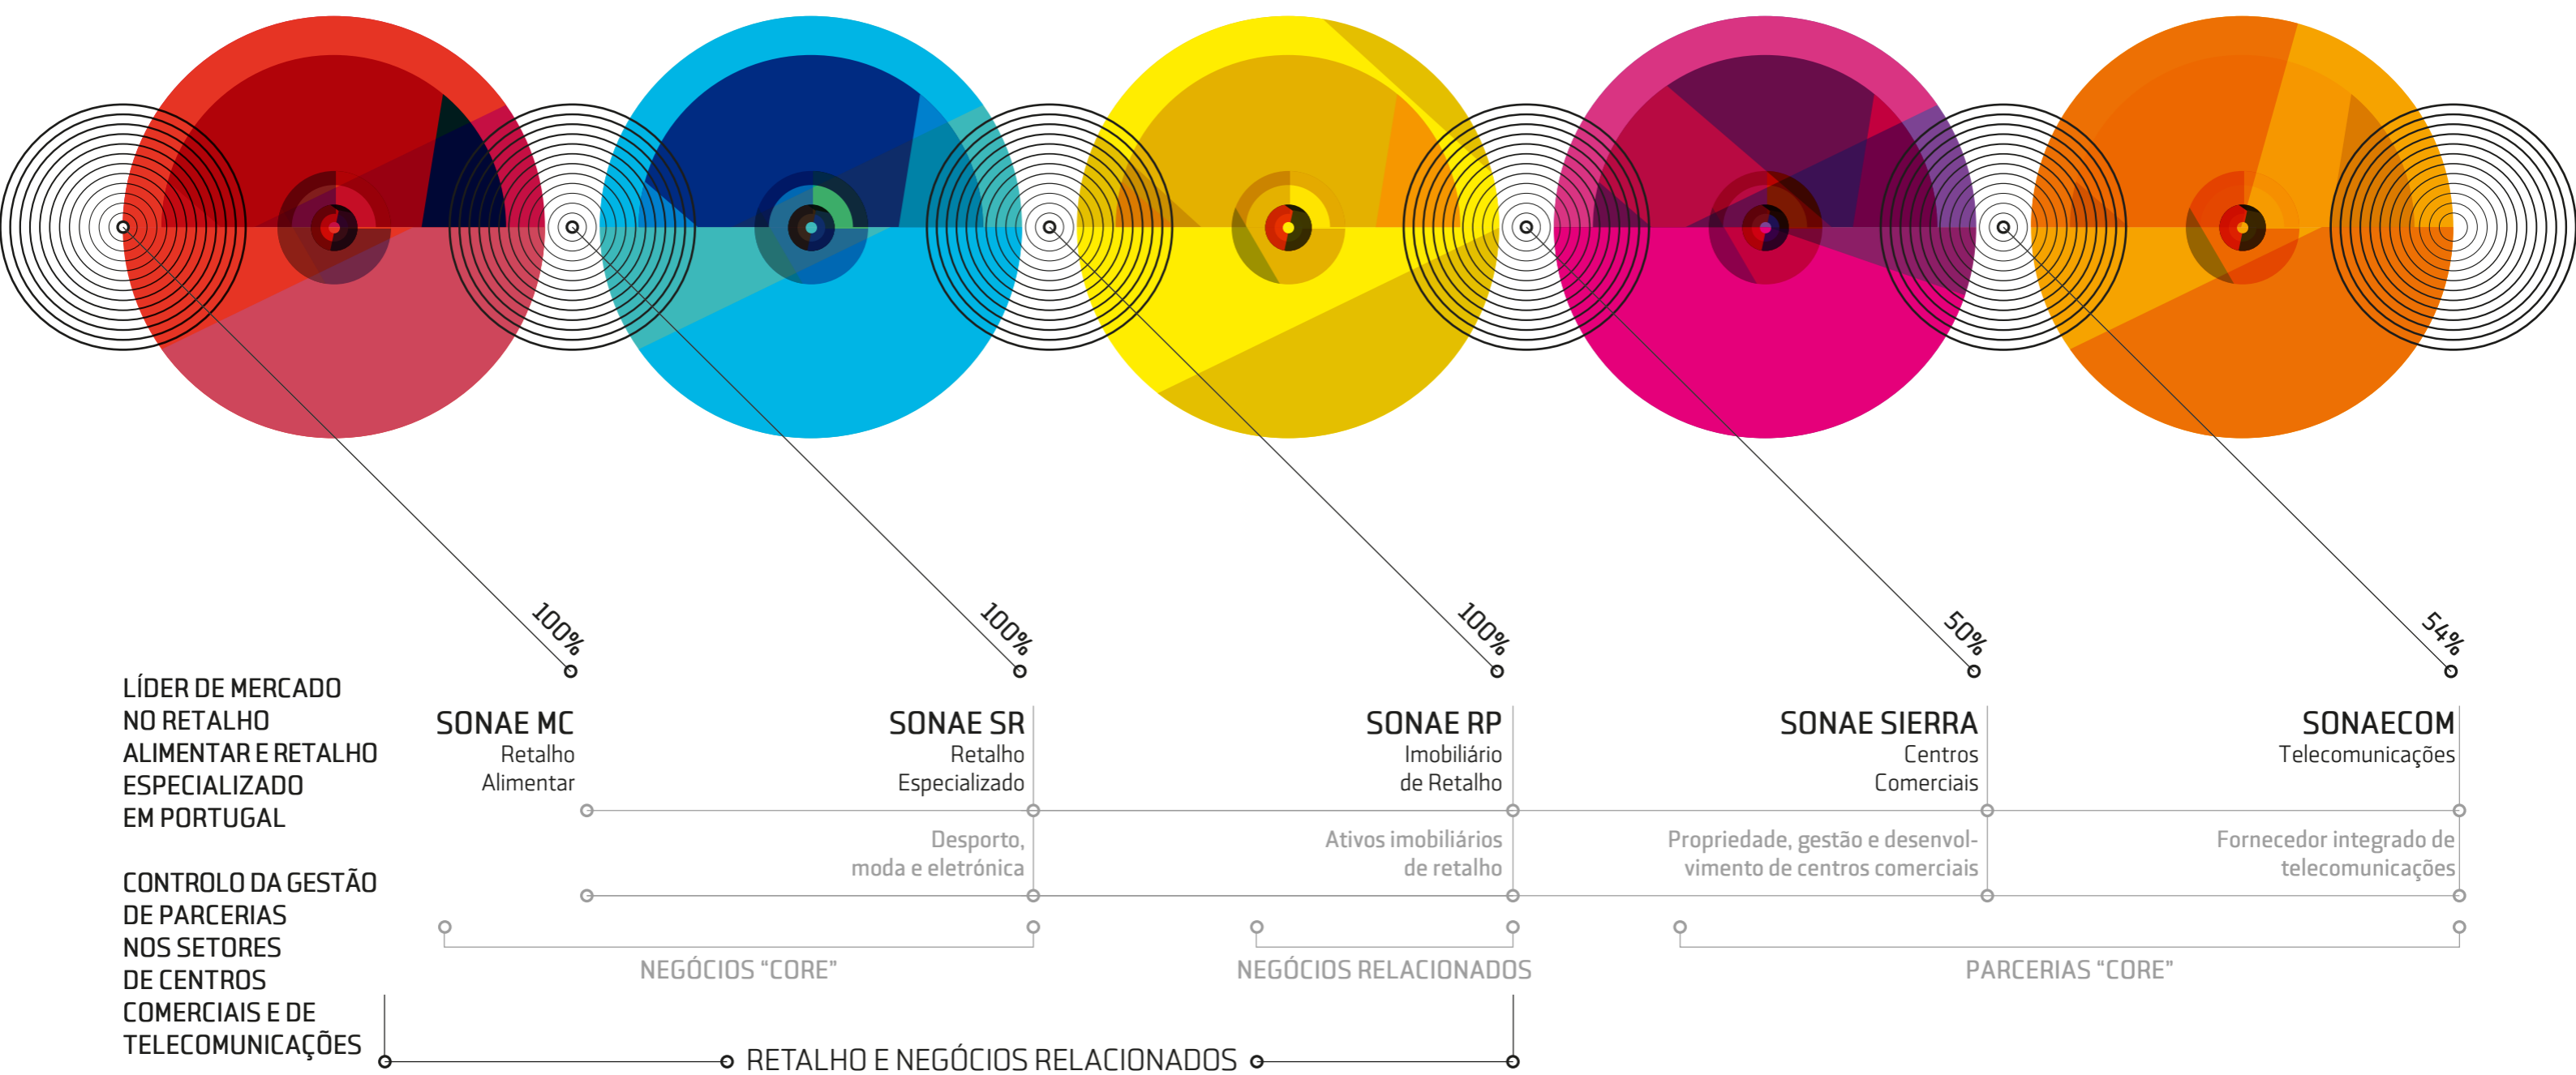 100%
100%
100%
50%
54%
LÍDER DE MERCADO
NO RETALHO
ALIMENTAR E RETALHO
ESPECIALIZADO
EM PORTUGAL
CONTROLO DA GESTÃO
DE PARCERIAS
NOS SETORES
DE CENTROS
COMERCIAIS E DE
TELECOMUNICAÇÕES
SONAE MC
Retalho
Alimentar
SONAE SR
Retalho
Especializado
Desporto,
moda e eletrónica
SONAE RP
Imobiliário
de Retalho
Ativos imobiliários
de retalho
SONAE SIERRA
Centros
Comerciais
Propriedade, gestão e desenvol-
vimento de centros comerciais
SONAECOM
Telecomunicações
Fornecedor integrado de
telecomunicações
NEGÓCIOS “CORE”
NEGÓCIOS RELACIONADOS
PARCERIAS “CORE”
RETALHO E NEGÓCIOS RELACIONADOS